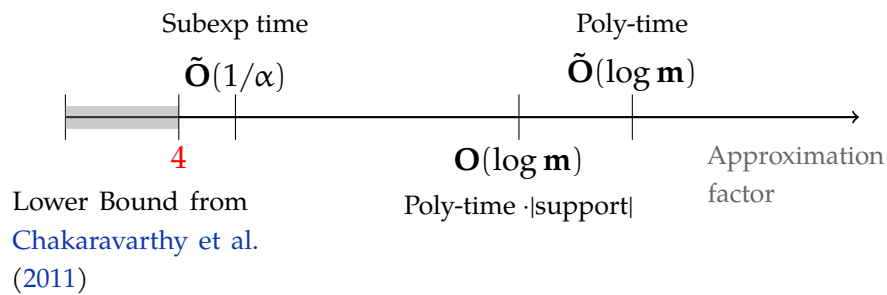 Subexp time
Poly-time
Õ(1/α)
Õ(log m)
4
O(log m)
Approximation
factor
Lower Bound from
Chakaravarthy et al.
(2011)
Poly-time ·|support|